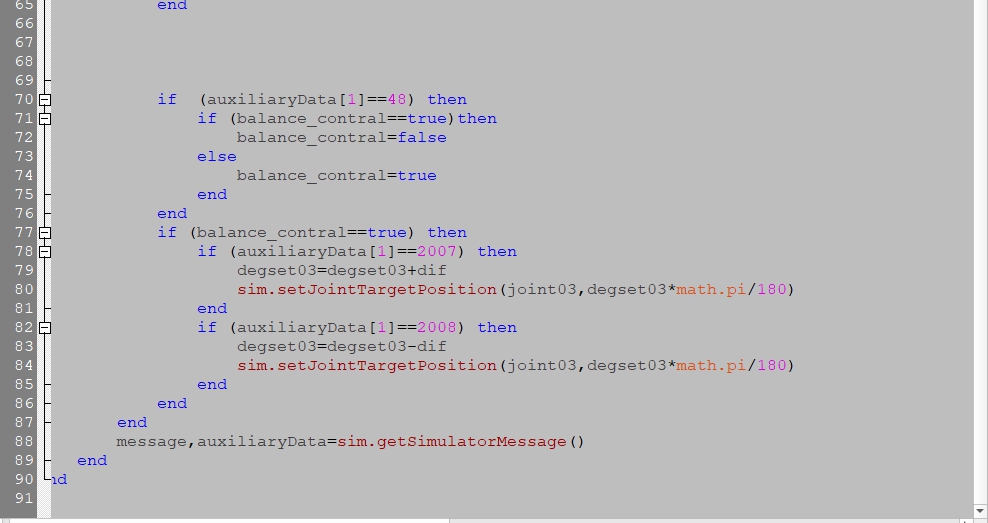 65 end
66
67
68
69
70 if (auxiliaryData[1]==48) then
71 if (balance_contral==true)then
72 balance_contral=false
73 else
74 balance_contral=true
75 end
76 end
77 if (balance_contral==true) then
78 if (auxiliaryData[1]==2007) then
79 degset03=degset03+dif
80 sim.setJointTargetPosition(joint03,degset03*math.pi/180)
81 end
82 if (auxiliaryData[1]==2008) then
83 degset03=degset03-dif
84 sim.setJointTargetPosition(joint03,degset03*math.pi/180)
85 end
86 end
87 end
88 message,auxiliaryData=sim.getSimulatorMessage()
89 end
90 nd
91